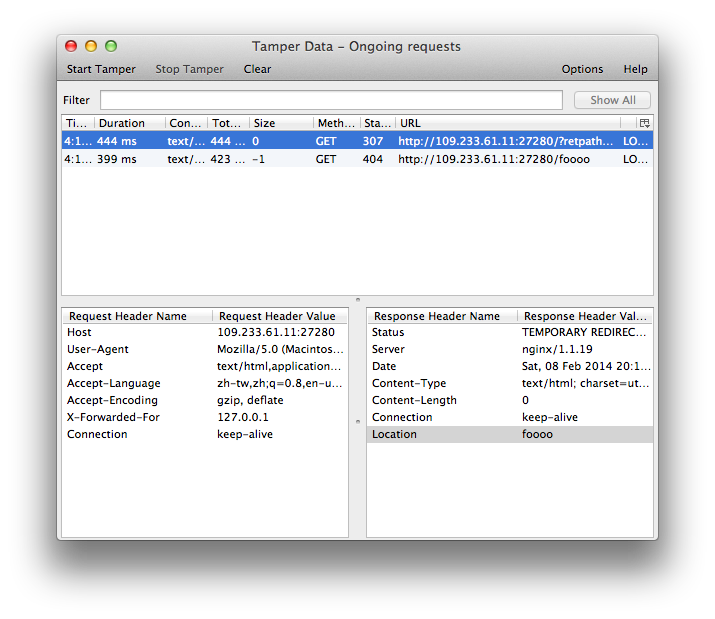 Tamper Data – Ongoing requests
Start Tamper Stop Tamper Clear Options Help
Filter Show All
Ti... Duration Con... Tot... Size Meth... Sta... URL
4:1... 444 ms text/... 444 ... 0 GET 307 http://109.233.61.11:27280/?retpath... LO...
4:1... 399 ms text/... 423 ... −1 GET 404 http://109.233.61.11:27280/foooo LO...
Request Header Name Request Header Value
Host 109.233.61.11:27280
User-Agent Mozilla/5.0 (Macintos...
Accept text/html,application...
Accept-Language zh-tw,zh;q=0.8,en-u...
Accept-Encoding gzip, deflate
X-Forwarded-For 127.0.0.1
Connection keep-alive
Response Header Name Response Header Val...
Status TEMPORARY REDIREC...
Server nginx/1.1.19
Date Sat, 08 Feb 2014 20:1...
Content-Type text/html; charset=ut...
Content-Length 0
Connection keep-alive
Location foooo